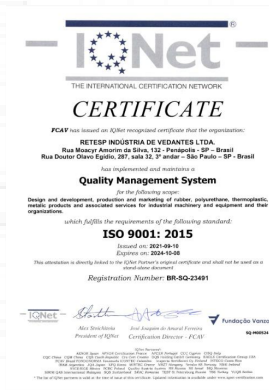 IQNet
®
THE INTERNATIONAL CERTIFICATION NETWORK
CERTIFICATE
FCAV has issued an IQNet recognized certificate that the organization:
RETESP INDÚSTRIA DE VEDANTES LTDA.
Rua Moacyr Amorim da Silva, 132 - Penápolis - SP – Brasil
Rua Doutor Olavo Egídio, 287, sala 32, 3º andar – São Paulo – SP - Brasil
has implemented and maintains a
Quality Management System
for the following scope:
Design and development, production and marketing of rubber, polyurethane, thermoplastic,
metalic products and associated services for industrial machinery and equipment and their
organizations.
which fulfills the requirements of the following standard:
ISO 9001: 2015
Issued on: 2021-09-10
Expires on: 2024-10-08
This attestation is directly linked to the IQNet Partner's original certificate and shall not be used as a
stand-alone document
Registration Number: BR-SQ-23491
IQNET
Alex Stoichitoiu
President of IQNet
José Joaquim do Amaral Ferreira
Certification Director - FCAV
Fundação Vanzo